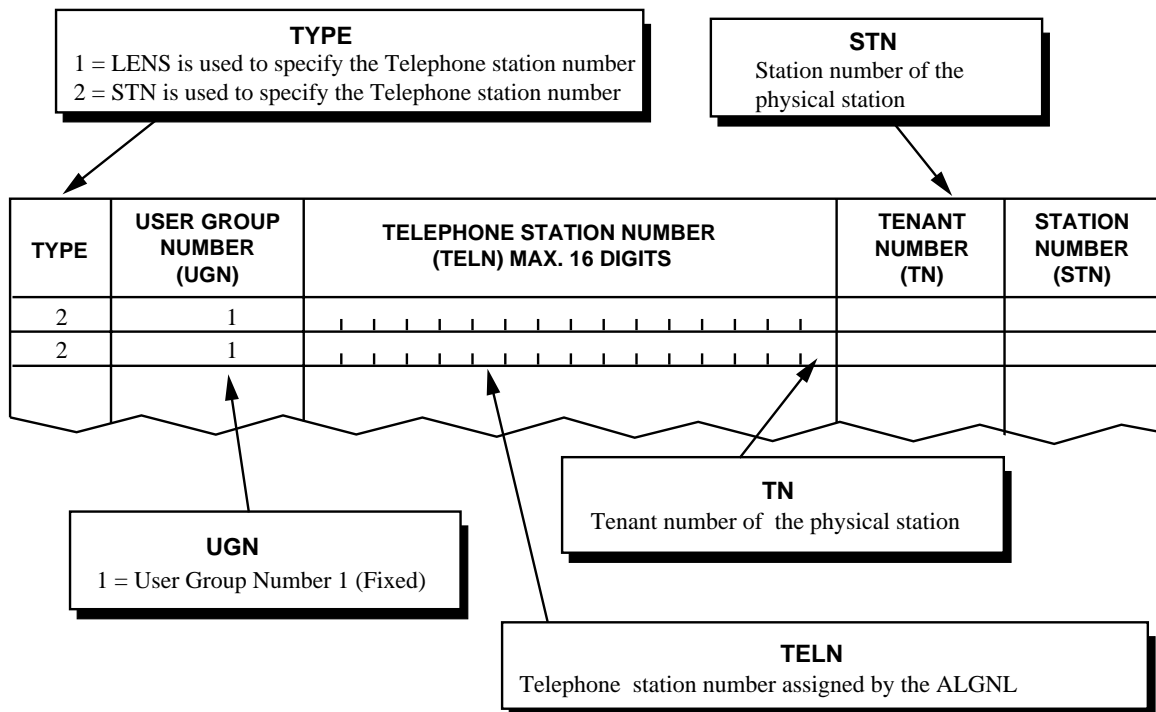 TYPE
1 = LENS is used to specify the Telephone station number
2 = STN is used to specify the Telephone station number
STN
Station number of the
physical station
TYPE
USER GROUP
NUMBER
(UGN)
TELEPHONE STATION NUMBER
(TELN) MAX. 16 DIGITS
TENANT
NUMBER
(TN)
STATION
NUMBER
(STN)
2 1
2 1
TN
Tenant number of the physical station
UGN
1 = User Group Number 1 (Fixed)
TELN
Telephone station number assigned by the ALGNL